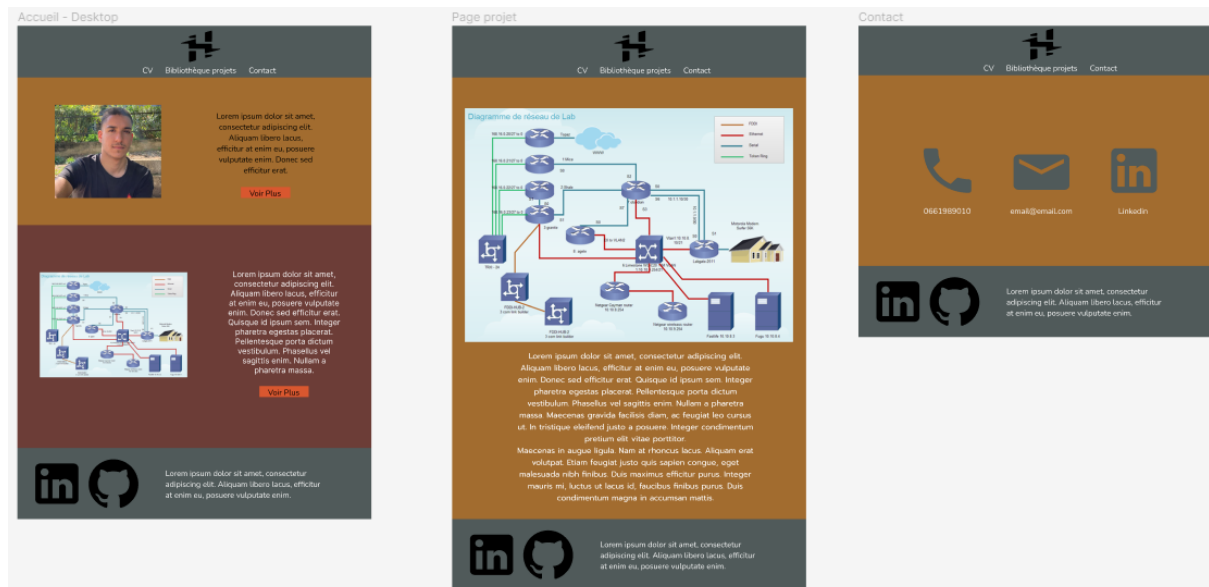 Accueil - Desktop
CV Bibliothèque projets Contact
Lorem ipsum dolor sit amet,
consectetur adipiscing elit.
Aliquam libero lacus,
efficitur at enim eu, posuere
vulputate enim. Donec sed
efficitur erat.
Voir Plus
Lorem ipsum dolor sit amet,
consectetur adipiscing elit.
Aliquam libero lacus, efficitur
at enim eu, posuere vulputate
enim. Donec sed efficitur erat.
Quisque id ipsum sem. Integer
pharetra egestas placerat.
Pellentesque porta dictum
vestibulum. Phasellus vel
sagittis enim. Nullam a
pharetra massa.
Voir Plus
Lorem ipsum dolor sit amet, consectetur
adipiscing elit. Aliquam libero lacus, efficitur
at enim eu, posuere vulputate enim.
Page projet
CV Bibliothèque projets Contact
Diagramme de réseau de Lab
FDDI
Ethernet
Serial
Token Ring
Lorem ipsum dolor sit amet, consectetur adipiscing elit.
Aliquam libero lacus, efficitur at enim eu, posuere vulputate
enim. Donec sed efficitur erat. Quisque id ipsum sem. Integer
pharetra egestas placerat. Pellentesque porta dictum
vestibulum. Phasellus vel sagittis enim. Nullam a pharetra
massa. Maecenas gravida facilisis diam, ac feugiat leo cursus
ut. In tristique eleifend justo a posuere. Integer condimentum
pretium elit vitae porttitor.
Maecenas in augue ligula. Nam at rhoncus lacus. Aliquam erat
volutpat. Etiam feugiat justo quis sapien congue, eget
malesuada nibh finibus. Duis maximus efficitur purus. Integer
mauris mi, luctus ut lacus id, faucibus finibus purus. Duis
condimentum magna in accumsan mattis.
Lorem ipsum dolor sit amet, consectetur
adipiscing elit. Aliquam libero lacus, efficitur
at enim eu, posuere vulputate enim.
Contact
CV Bibliothèque projets Contact
0661989010 email@email.com Linkedin
Lorem ipsum dolor sit amet, consectetur
adipiscing elit. Aliquam libero lacus, efficitur
at enim eu, posuere vulputate enim.